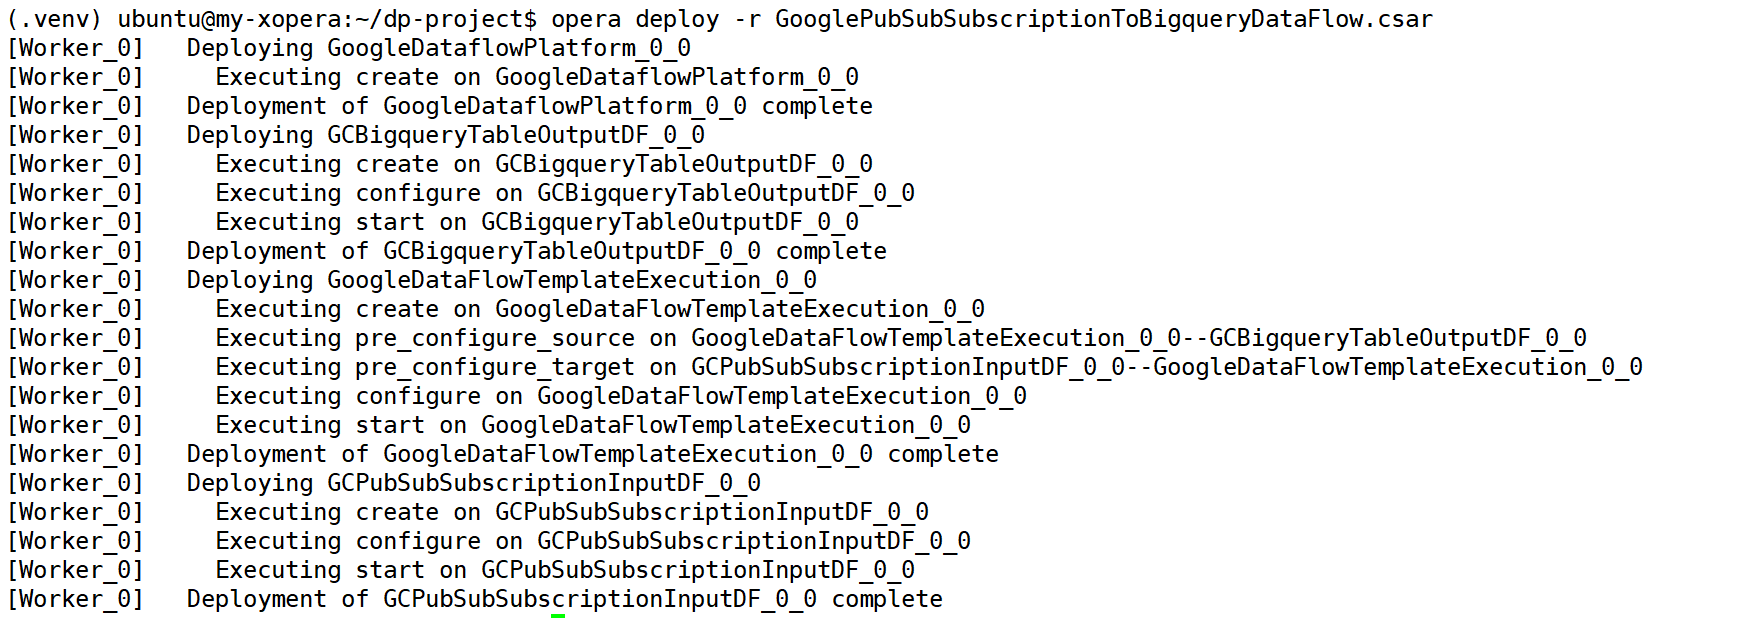 (.venv) ubuntu@my-xopera:~/dp-project$ opera deploy -r GooglePubSubSubscriptionToBigqueryDataFlow.csar
[Worker_0]   Deploying GoogleDataflowPlatform_0_0
[Worker_0]     Executing create on GoogleDataflowPlatform_0_0
[Worker_0]   Deployment of GoogleDataflowPlatform_0_0 complete
[Worker_0]   Deploying GCBigqueryTableOutputDF_0_0
[Worker_0]     Executing create on GCBigqueryTableOutputDF_0_0
[Worker_0]     Executing configure on GCBigqueryTableOutputDF_0_0
[Worker_0]     Executing start on GCBigqueryTableOutputDF_0_0
[Worker_0]   Deployment of GCBigqueryTableOutputDF_0_0 complete
[Worker_0]   Deploying GoogleDataFlowTemplateExecution_0_0
[Worker_0]     Executing create on GoogleDataFlowTemplateExecution_0_0
[Worker_0]     Executing pre_configure_source on GoogleDataFlowTemplateExecution_0_0--GCBigqueryTableOutputDF_0_0
[Worker_0]     Executing pre_configure_target on GCPubSubSubscriptionInputDF_0_0--GoogleDataFlowTemplateExecution_0_0
[Worker_0]     Executing configure on GoogleDataFlowTemplateExecution_0_0
[Worker_0]     Executing start on GoogleDataFlowTemplateExecution_0_0
[Worker_0]   Deployment of GoogleDataFlowTemplateExecution_0_0 complete
[Worker_0]   Deploying GCPubSubSubscriptionInputDF_0_0
[Worker_0]     Executing create on GCPubSubSubscriptionInputDF_0_0
[Worker_0]     Executing configure on GCPubSubSubscriptionInputDF_0_0
[Worker_0]     Executing start on GCPubSubSubscriptionInputDF_0_0
[Worker_0]   Deployment of GCPubSubSubscriptionInputDF_0_0 complete